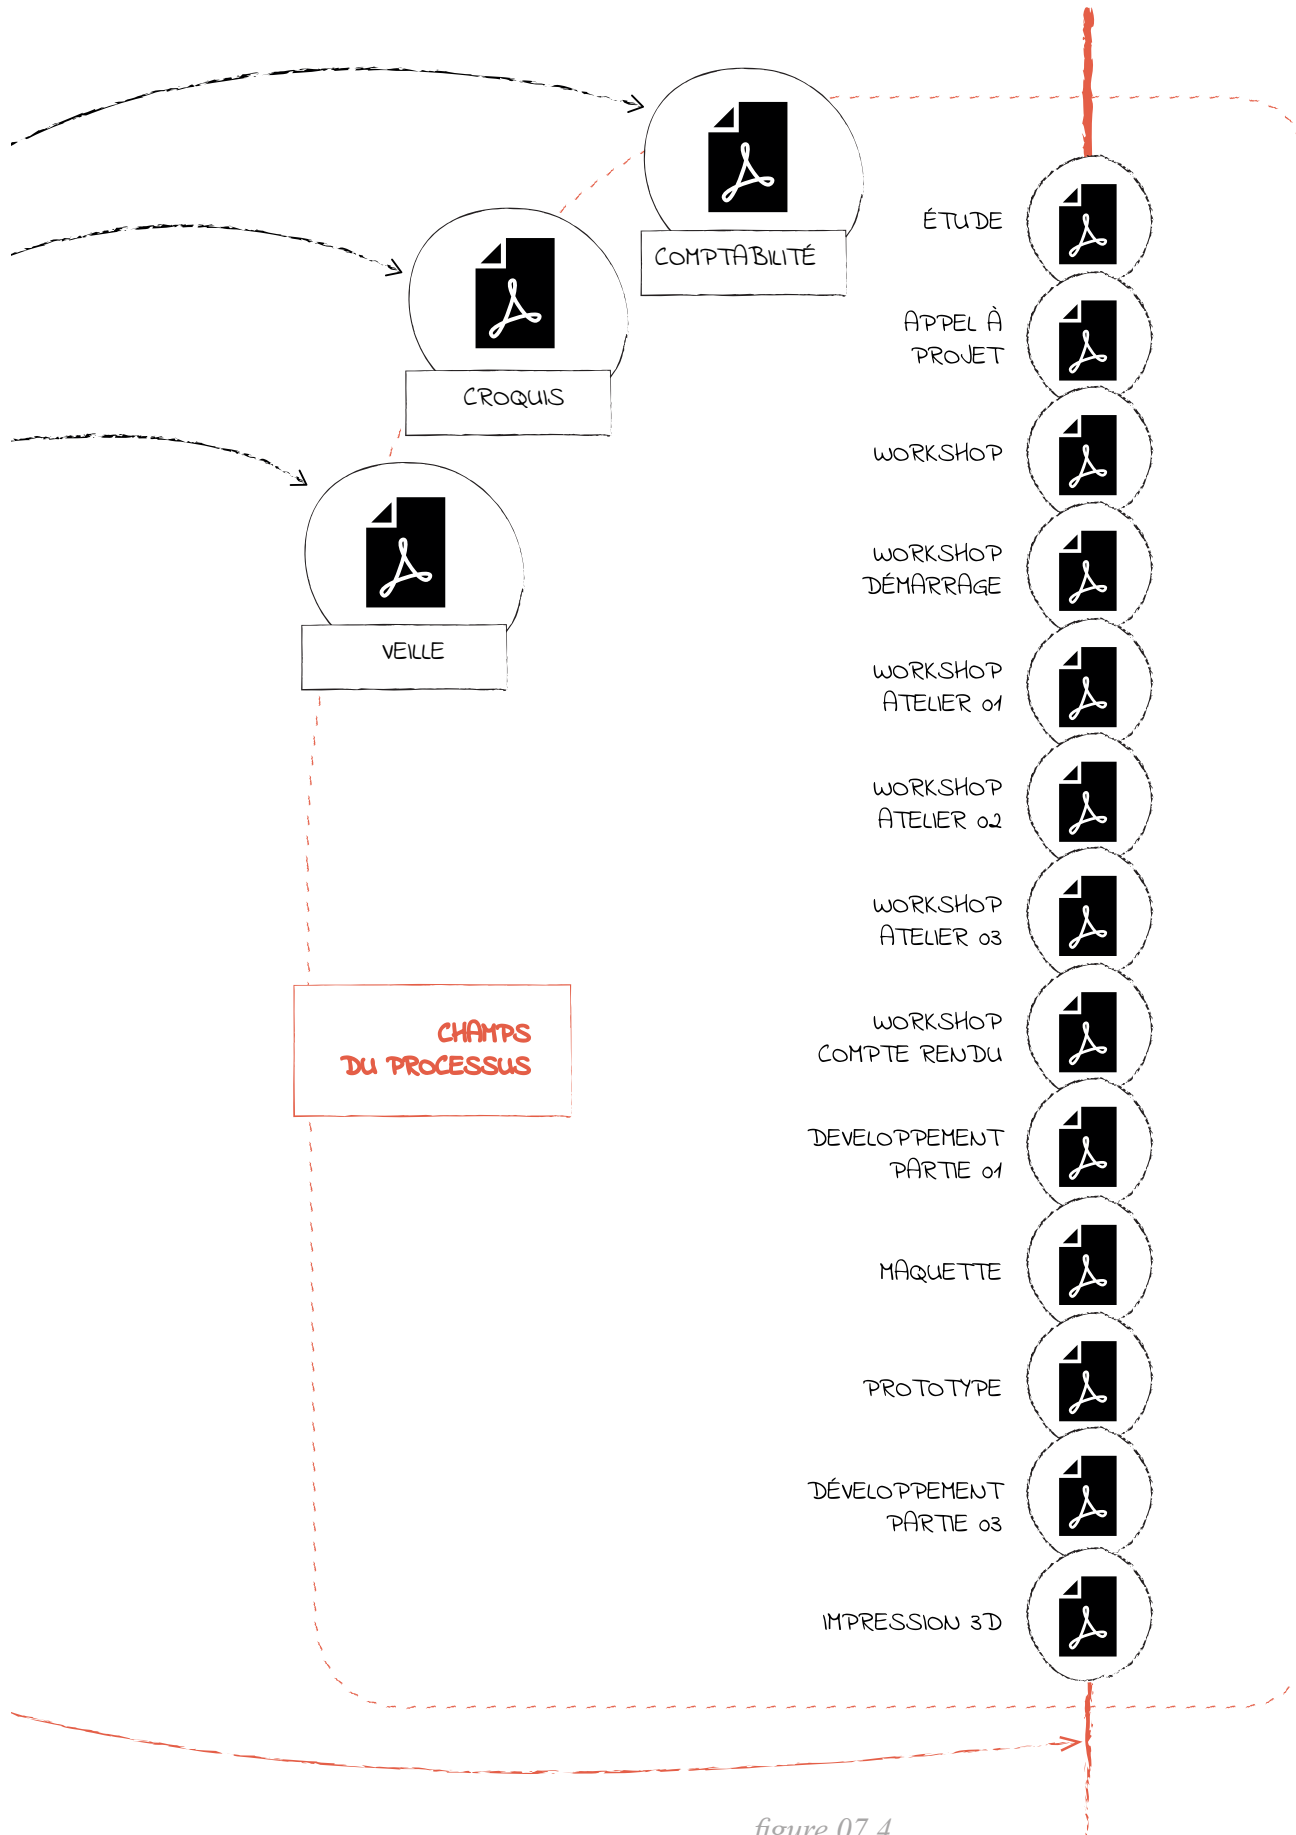 COMPTABILITÉ
CROQUIS
VEILLE
CHAMPS
DU PROCESSUS
ÉTUDE
APPEL À
PROJET
WORKSHOP
WORKSHOP
DÉMARRAGE
WORKSHOP
ATELIER 01
WORKSHOP
ATELIER 02
WORKSHOP
ATELIER 03
WORKSHOP
COMPTE RENDU
DEVELOPPEMENT
PARTIE 01
MAQUETTE
PROTOTYPE
DÉVELOPPEMENT
PARTIE 03
IMPRESSION 3D
figure 07.4